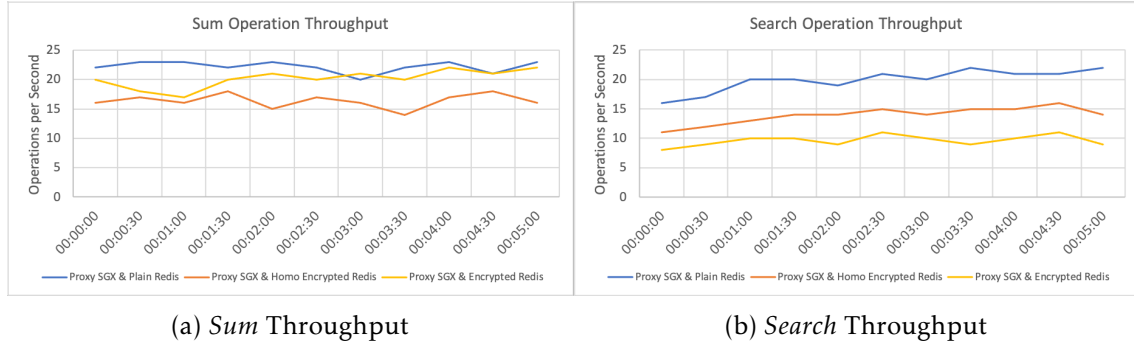 Sum Operation Throughput
Operations per Second
25
20
15
10
5
0
00:00:00
00:00:30
00:01:00
00:01:30
00:02:00
00:02:30
00:03:00
00:03:30
00:04:00
00:04:30
00:05:00
Proxy SGX & Plain Redis
Proxy SGX & Homo Encrypted Redis
Proxy SGX & Encrypted Redis
(a) Sum Throughput
Search Operation Throughput
Operations per Second
25
20
15
10
5
0
00:00:00
00:00:30
00:01:00
00:01:30
00:02:00
00:02:30
00:03:00
00:03:30
00:04:00
00:04:30
00:05:00
Proxy SGX & Plain Redis
Proxy SGX & Homo Encrypted Redis
Proxy SGX & Encrypted Redis
(b) Search Throughput